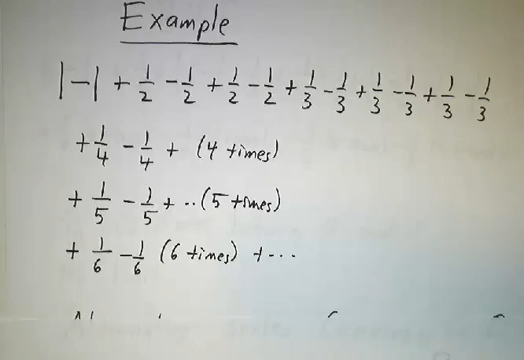 Example
1 - 1 + 1/2 - 1/2 + 1/2 - 1/2 + 1/3 - 1/3 + 1/3 - 1/3 + 1/3 - 1/3
+ 1/4 - 1/4 + (4 times)
+ 1/5 - 1/5 + .. (5 times)
+ 1/6 - 1/6 (6 times) + ...